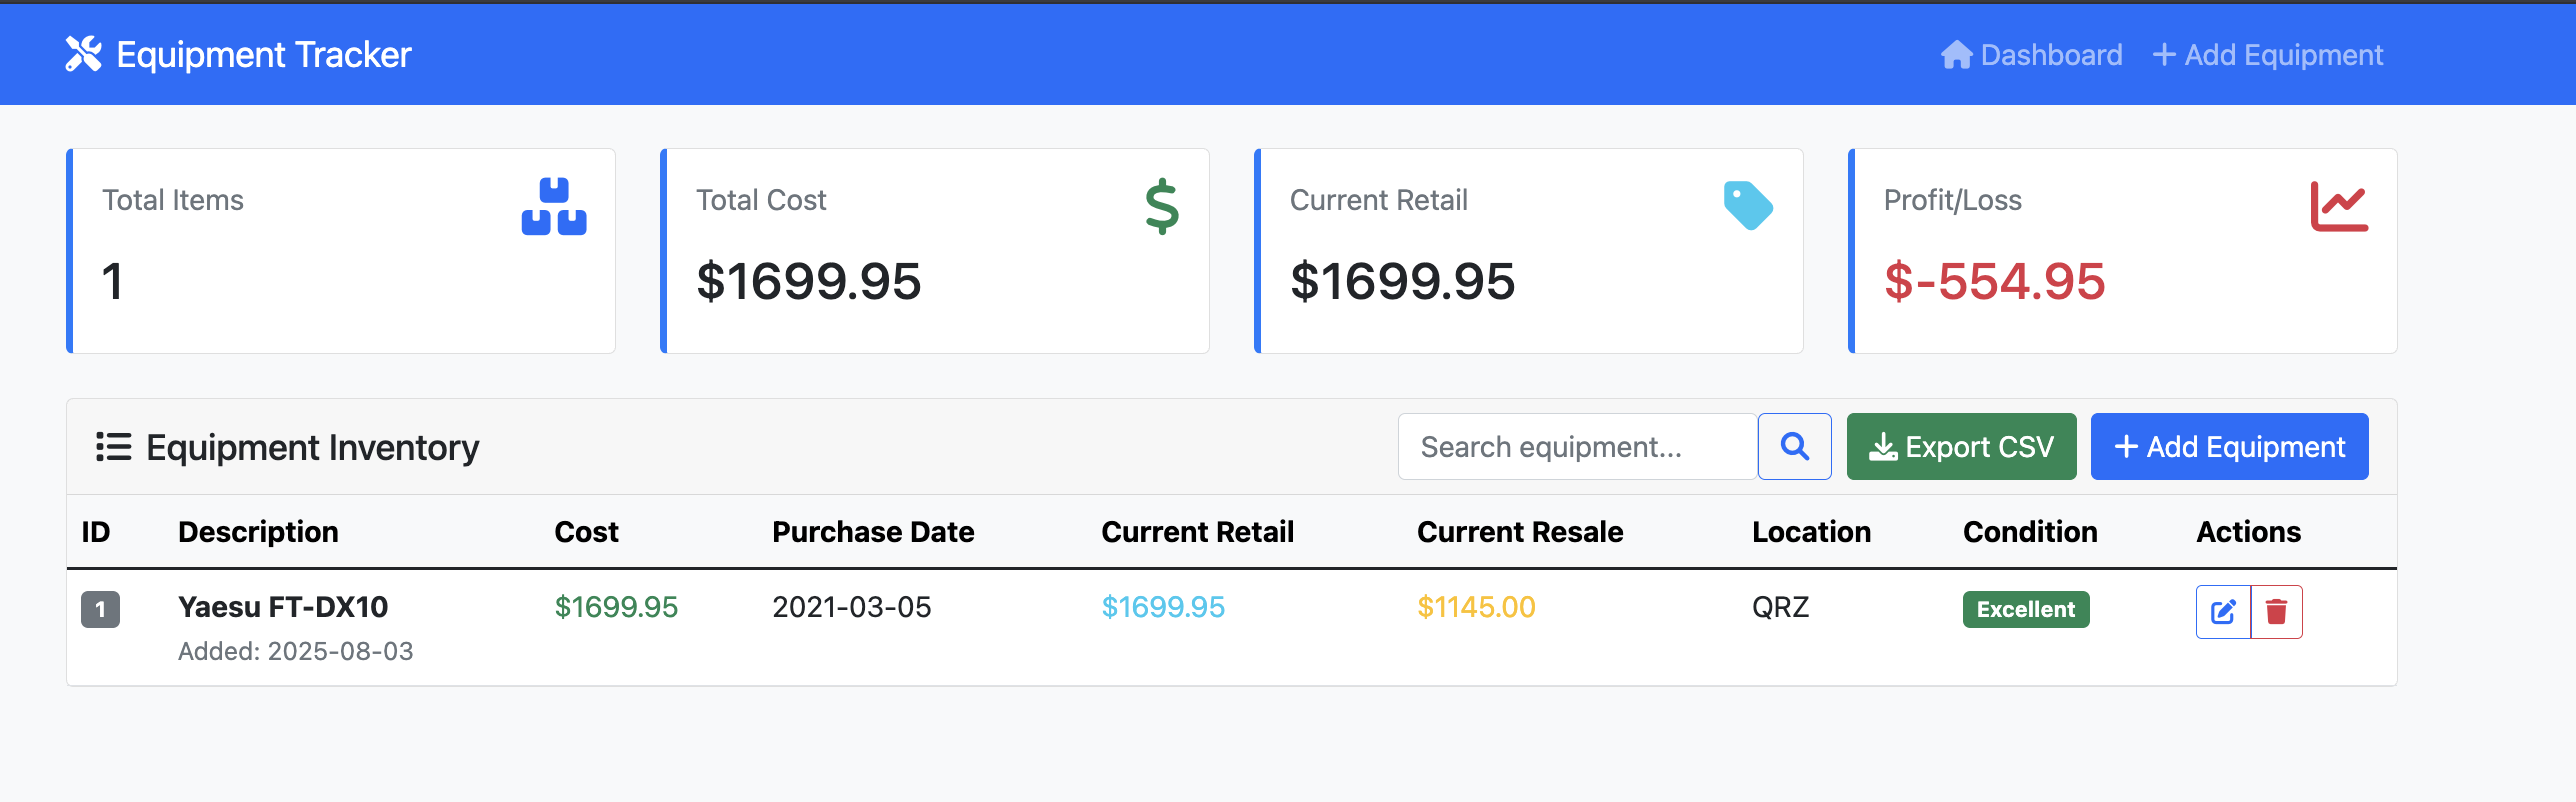 Equipment Tracker
Dashboard
+ Add Equipment
Total Items
1
Total Cost
$1699.95
Current Retail
$1699.95
Profit/Loss
$-554.95
Equipment Inventory
Search equipment...
Export CSV
+ Add Equipment
ID Description Cost Purchase Date Current Retail Current Resale Location Condition Actions
1 Yaesu FT-DX10 $1699.95 2021-03-05 $1699.95 $1145.00 QRZ Excellent
Added: 2025-08-03